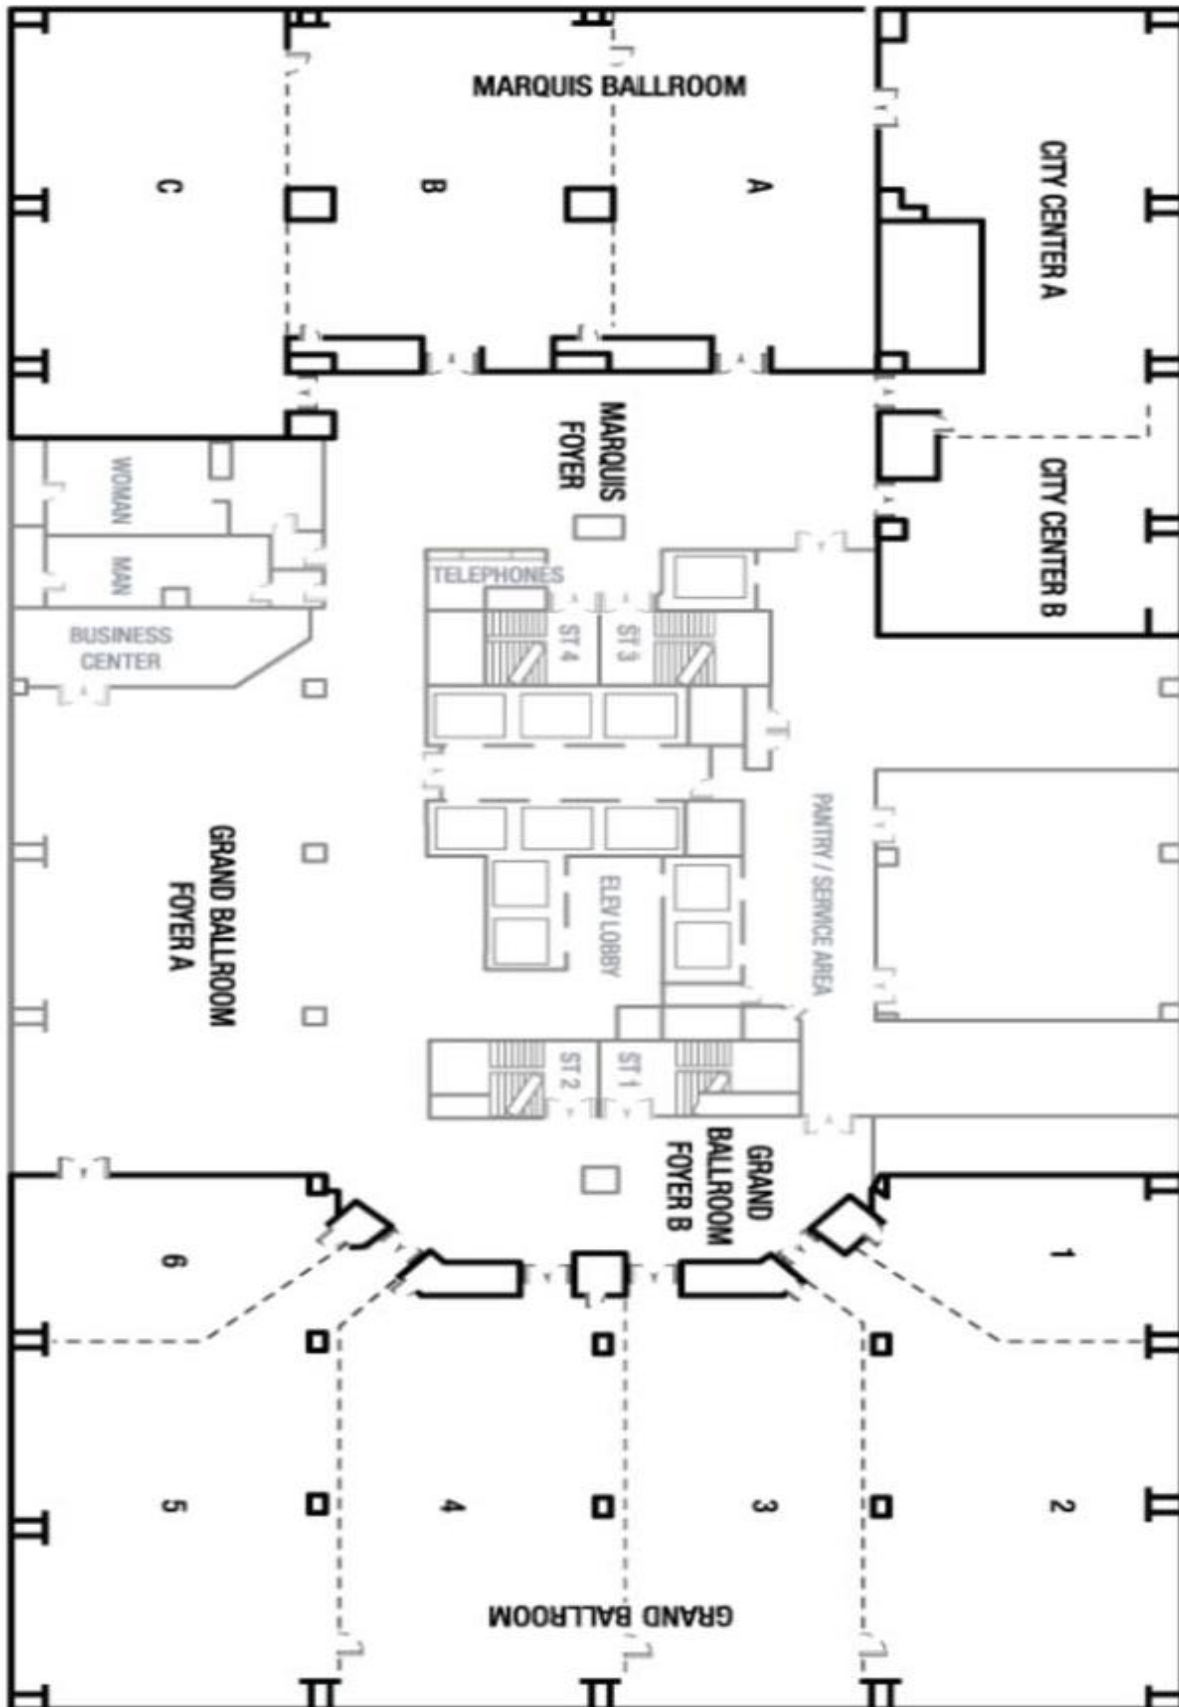 MARQUIS BALLROOM
C
B
A
CITY CENTER A
MARQUIS
FOYER
CITY CENTER B
WOMAN
MAN
TELEPHONES
BUSINESS
CENTER
ST 4
ST 3
PANTRY / SERVICE AREA
GRAND BALLROOM
FOYER A
ELEV LOBBY
ST 2
ST 1
GRAND
BALLROOM
FOYER B
6
1
5
4
3
2
GRAND BALLROOM